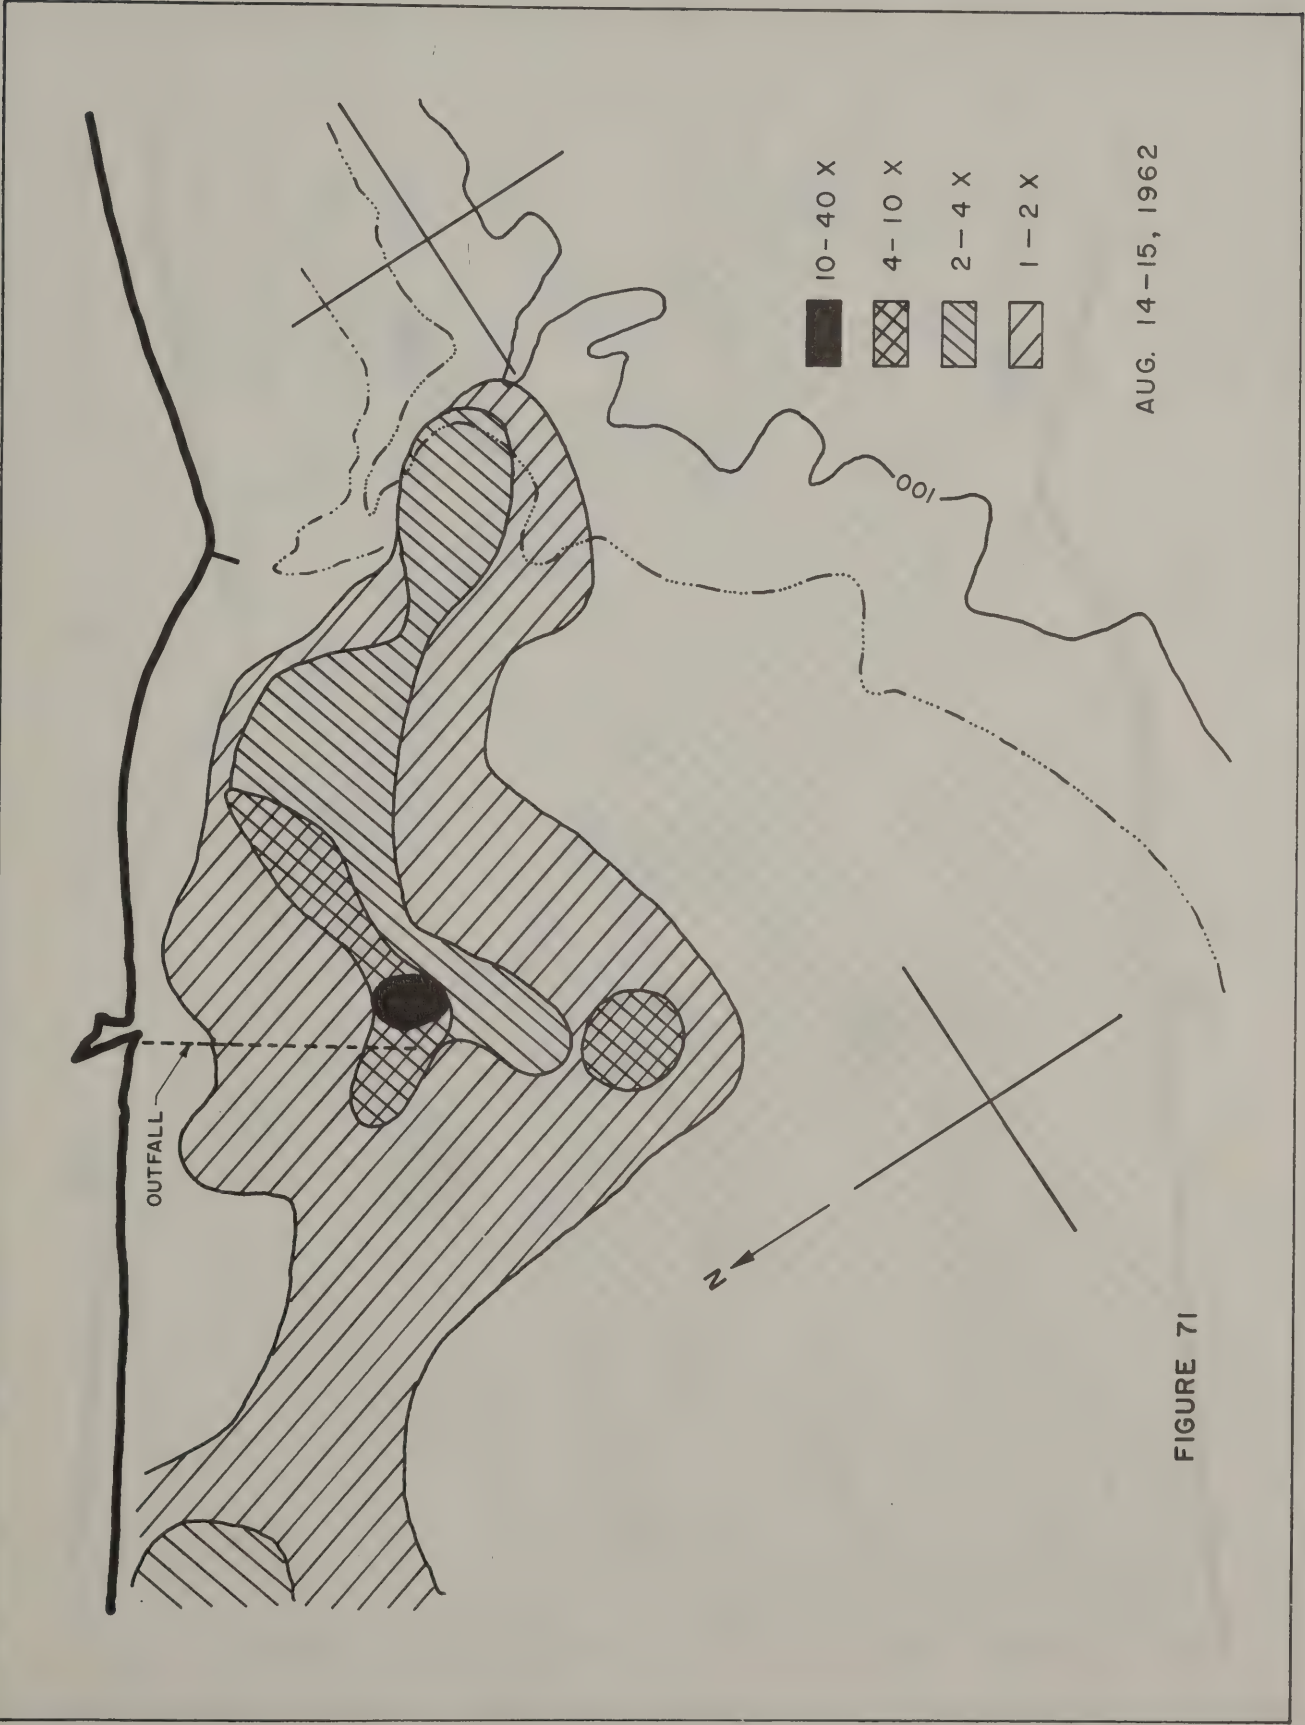 OUTFALL
N
100
10-40 X
4-10 X
2-4 X
1-2 X
AUG. 14-15, 1962
FIGURE 71